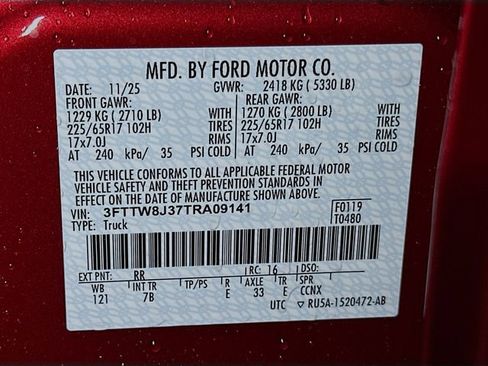 MFD. BY FORD MOTOR CO.
DATE: 11/25 GVWR: 2418 KG ( 5330 LB)
FRONT GAWR: REAR GAWR:
1229 KG ( 2710 LB) WITH 1270 KG ( 2800 LB) WITH
225/65R17 102H TIRES 225/65R17 102H TIRES
17x7.0J RIMS 17x7.0J RIMS
AT 240 kPa/ 35 PSI COLD AT 240 kPa/ 35 PSI COLD
THIS VEHICLE CONFORMS TO ALL APPLICABLE FEDERAL MOTOR
VEHICLE SAFETY AND THEFT PREVENTION STANDARDS IN EFFECT
ON THE DATE OF MANUFACTURE SHOWN ABOVE.
VIN: 3FTTW8J37TRA09141 F0119
TYPE: Truck T0480
EXT PNT: RR RC: 16 DSO:
WB INT TR TP/PS R AXLE TR SPR
121 7B E 33 E CCNX
UTC ▽ RU5A-1520472-AB